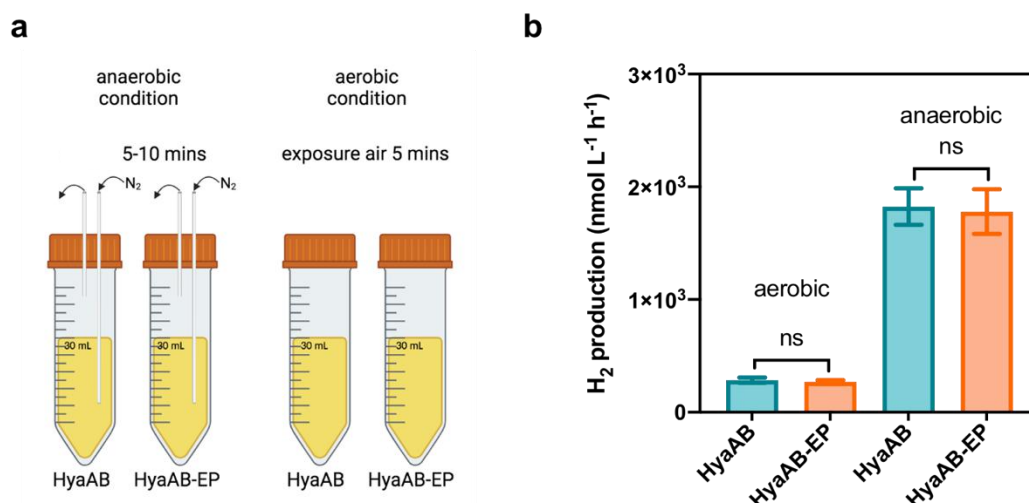 a
anaerobic
condition
aerobic
condition
5-10 mins
exposure air 5 mins
N₂
N₂
30 mL
30 mL
30 mL
30 mL
HyaAB
HyaAB-EP
HyaAB
HyaAB-EP
b
H₂ production (nmol L⁻¹ h⁻¹)
3×10³
2×10³
1×10³
0
aerobic
ns
anaerobic
ns
HyaAB
HyaAB-EP
HyaAB
HyaAB-EP